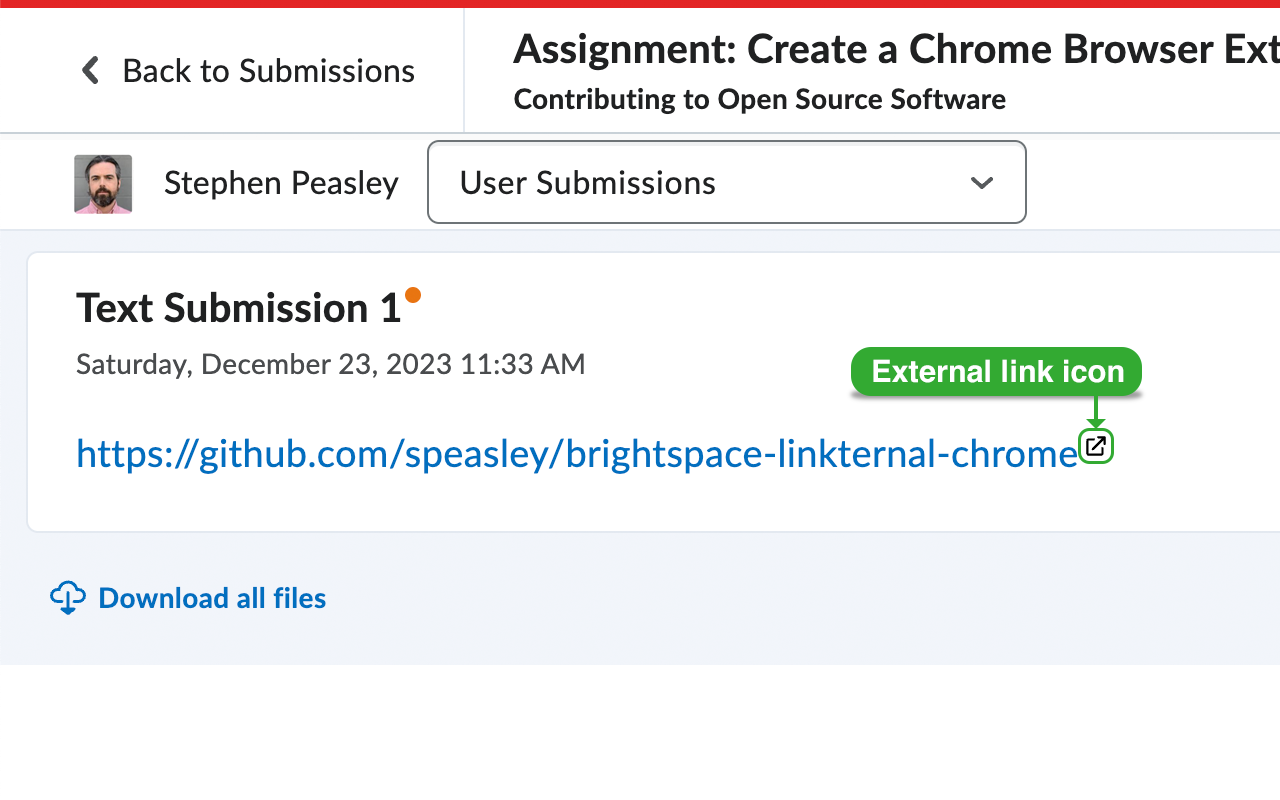 Back to Submissions
Assignment: Create a Chrome Browser Ext
Contributing to Open Source Software
Stephen Peasley
User Submissions
Text Submission 1
Saturday, December 23, 2023 11:33 AM
External link icon
https://github.com/speasley/brightspace-linkternal-chrome
Download all files